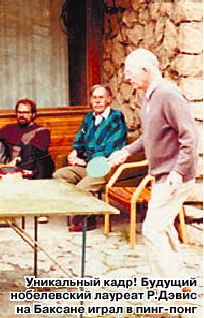 Уникальный кадр! Будущий
нобелевский лауреат Р.Дэвис
на Баксане играл в пинг-понг